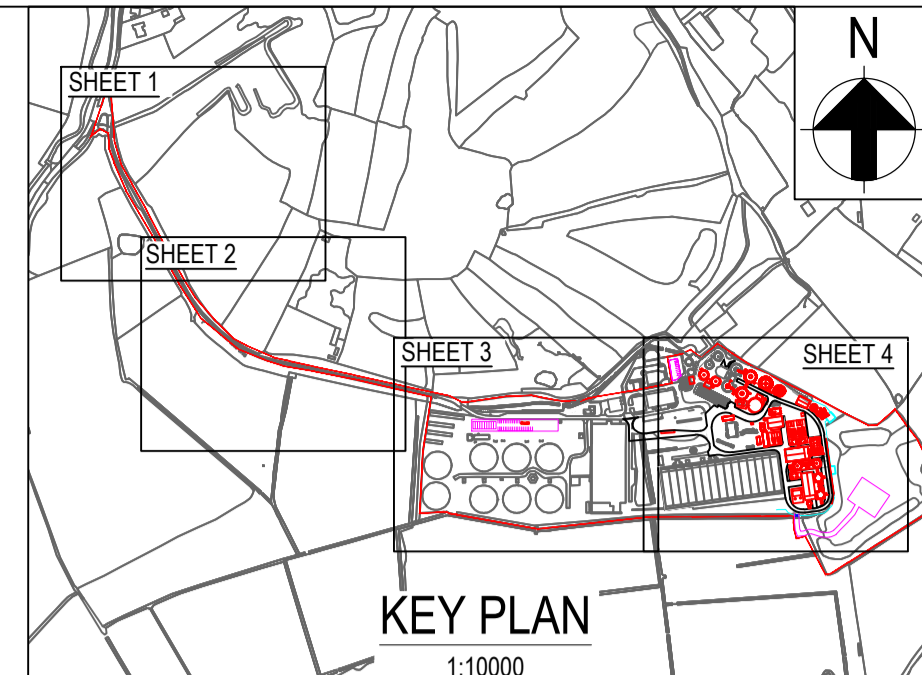 N
SHEET 1
SHEET 2
SHEET 3
SHEET 4
KEY PLAN
1:10000